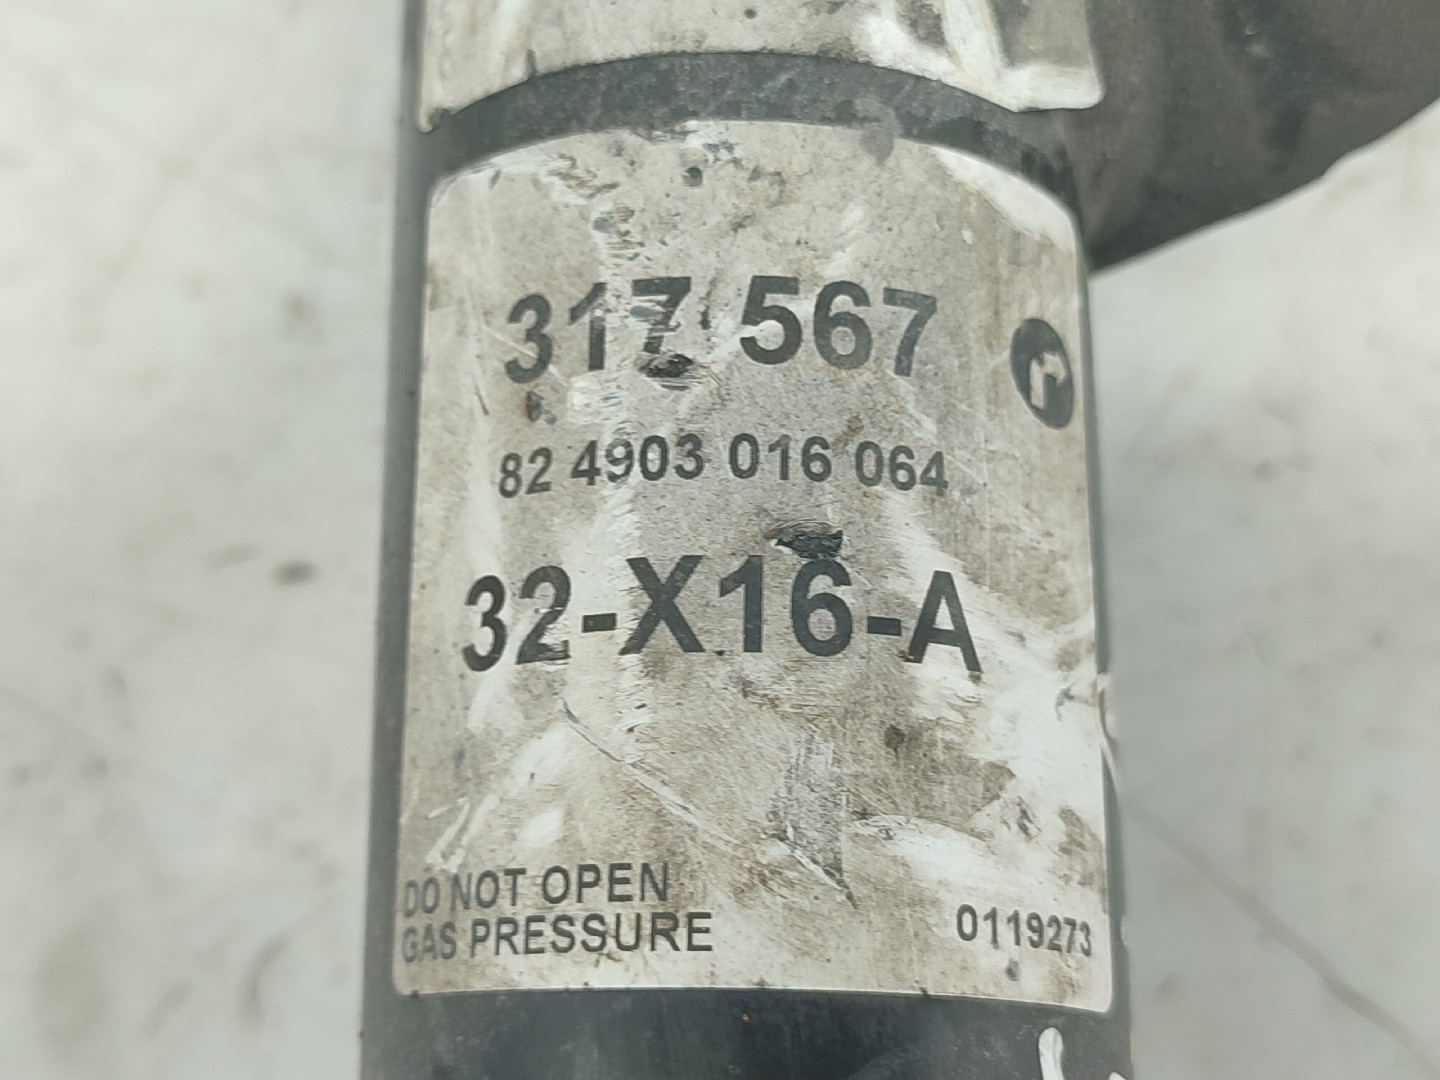 317 567
82 4903 016 064
32-X16-A
DO NOT OPEN
GAS PRESSURE
0119273